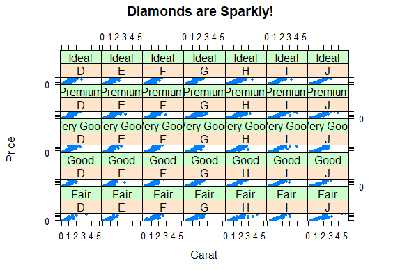 Diamonds are Sparkly!
0 1 2 3 4 5 0 1 2 3 4 5 0 1 2 3 4 5
Ideal Ideal Ideal Ideal Ideal Ideal Ideal
D E F G H I J
0
Premium Premium Premium Premium Premium Premium Premium
D E F G H I J
0
ery Goo ery Goo ery Goo ery Goo ery Goo ery Goo ery Goo
D E F G H I J
0
Good Good Good Good Good Good Good
D E F G H I J
0
Fair Fair Fair Fair Fair Fair Fair
D E F G H I J
0
0 1 2 3 4 5 0 1 2 3 4 5 0 1 2 3 4 5 0 1 2 3 4 5
Price
Carat